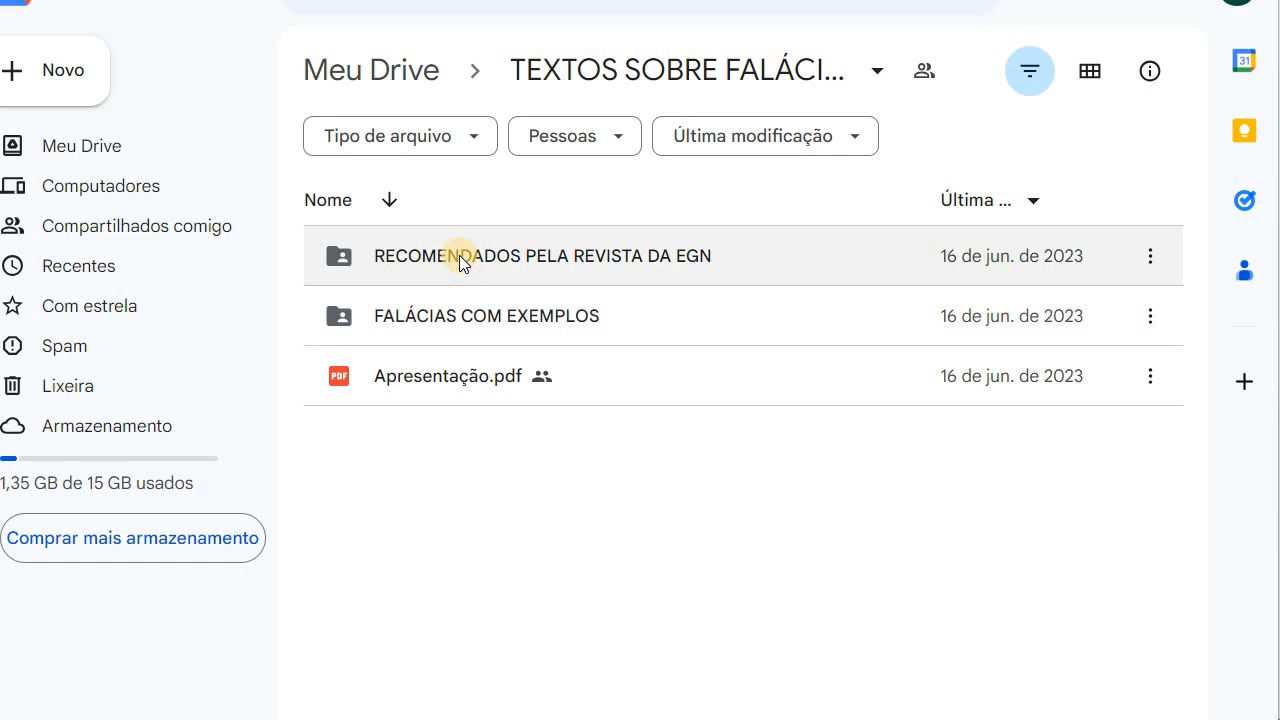 Meu Drive > TEXTOS SOBRE FALÁCI...
Novo
Tipo de arquivo
Pessoas
Última modificação
Meu Drive
Computadores
Compartilhados comigo
Recentes
Com estrela
Spam
Lixeira
Armazenamento
1,35 GB de 15 GB usados
Comprar mais armazenamento
Nome
Última ...
RECOMENDADOS PELA REVISTA DA EGN
16 de jun. de 2023
FALÁCIAS COM EXEMPLOS
16 de jun. de 2023
PDF
Apresentação.pdf
16 de jun. de 2023
31